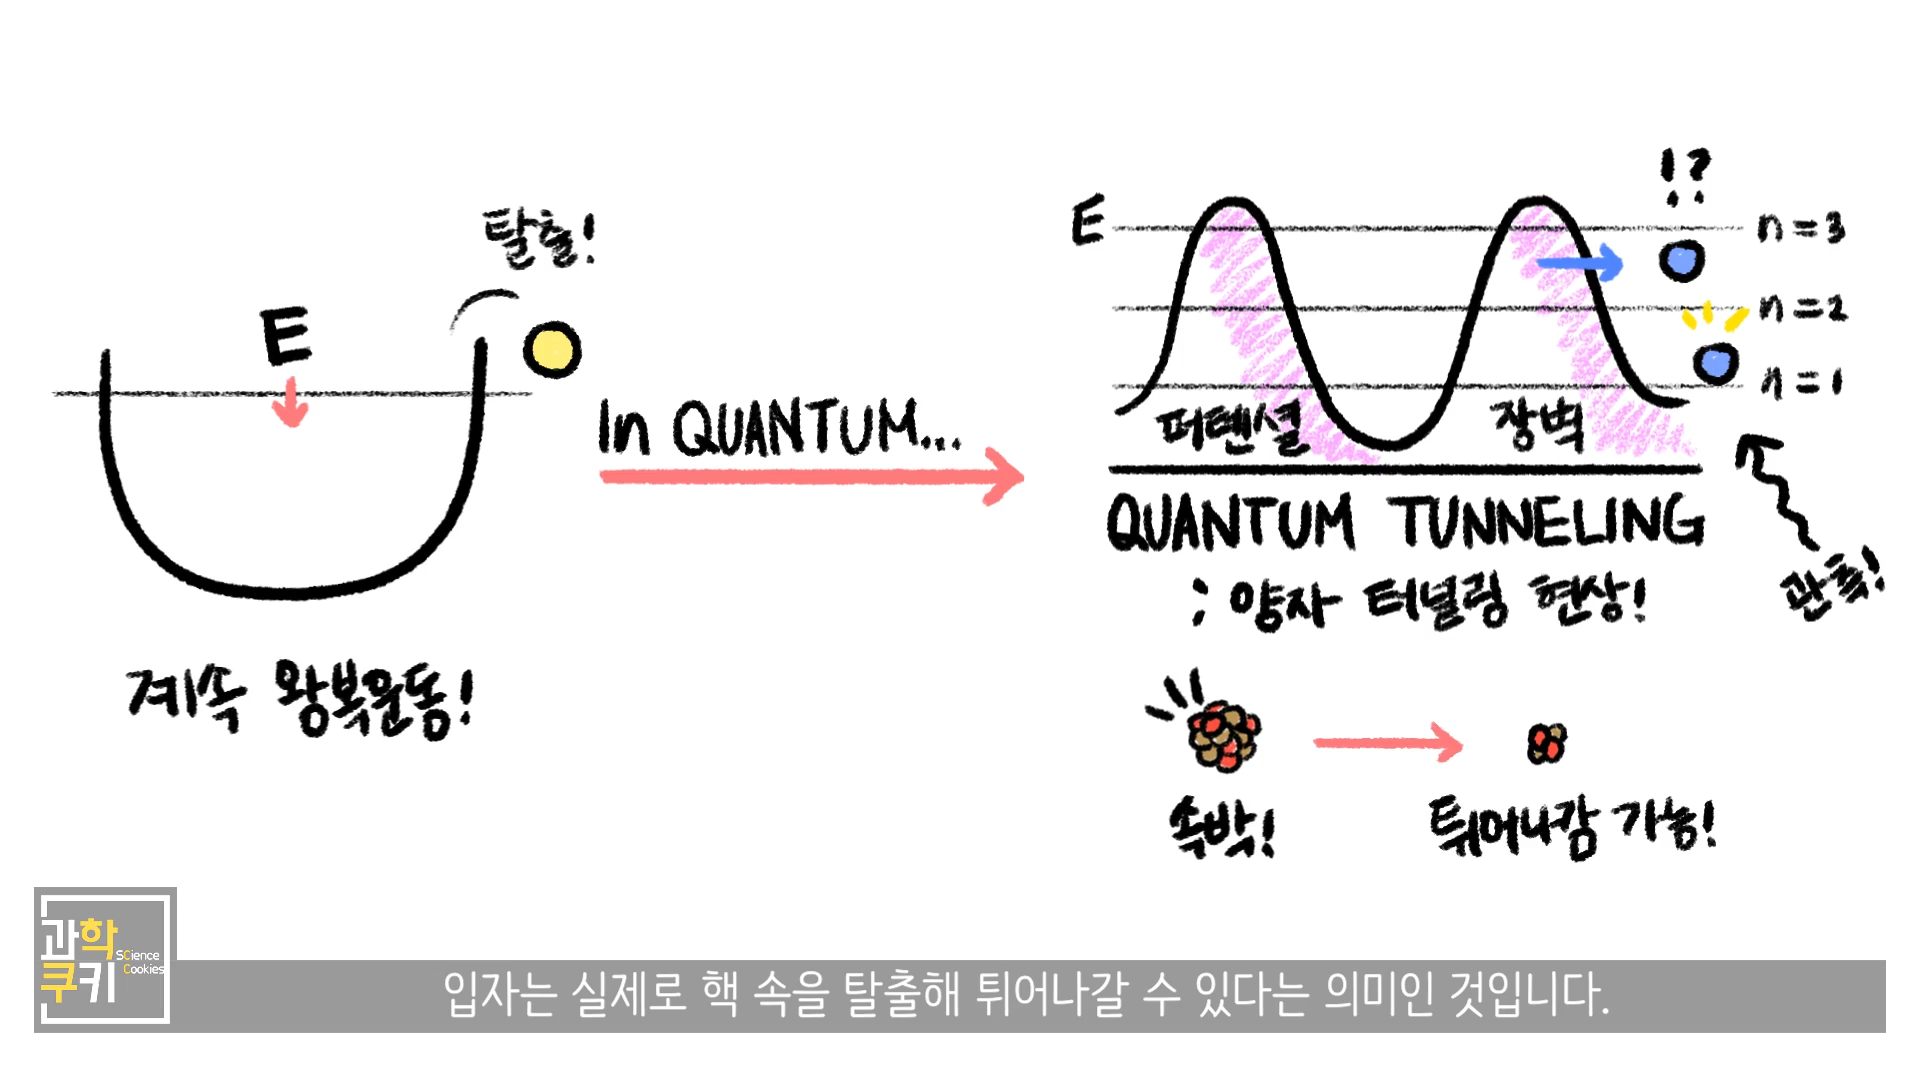 탈출!
E
계속 왕복운동!
In QUANTUM...
!?
E
n=3
n=2
n=1
퍼텐셜 장벽
QUANTUM TUNNELING
; 양자 터널링 현상!
관측!
속박!
튀어나감 가능!
과학
쿠키
SCience
Cookies
입자는 실제로 핵 속을 탈출해 튀어나갈 수 있다는 의미인 것입니다.